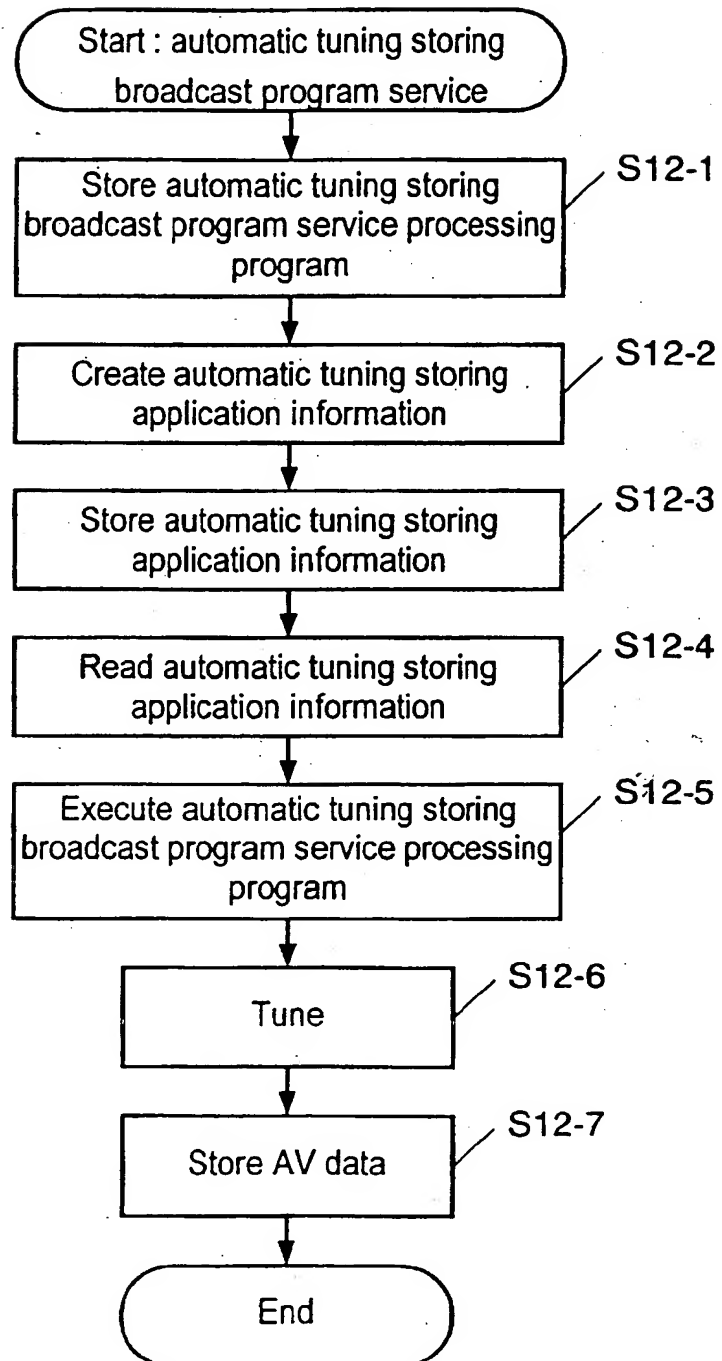 Start : automatic tuning storing
broadcast program service
Store automatic tuning storing
broadcast program service processing
program
S12-1
Create automatic tuning storing
application information
S12-2
Store automatic tuning storing
application information
S12-3
Read automatic tuning storing
application information
S12-4
Execute automatic tuning storing
broadcast program service processing
program
S12-5
Tune
S12-6
Store AV data
S12-7
End